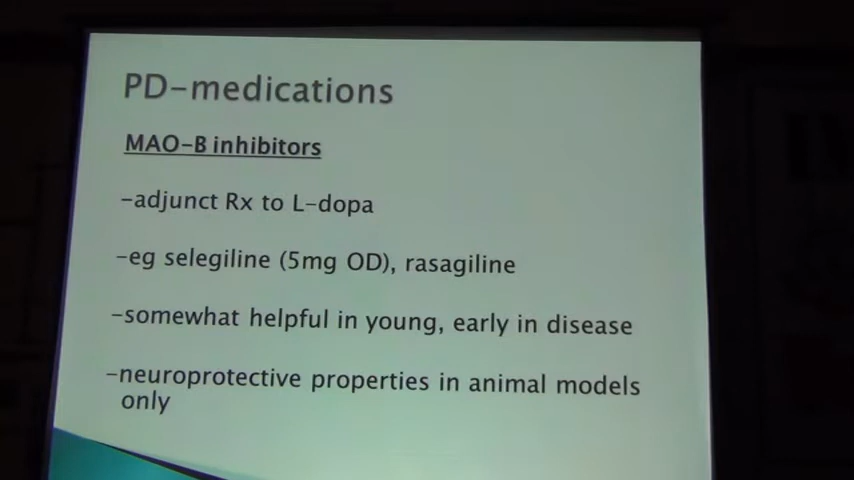 PD-medications
MAO-B inhibitors
-adjunct Rx to L-dopa
-eg selegiline (5mg OD), rasagiline
-somewhat helpful in young, early in disease
-neuroprotective properties in animal models
only